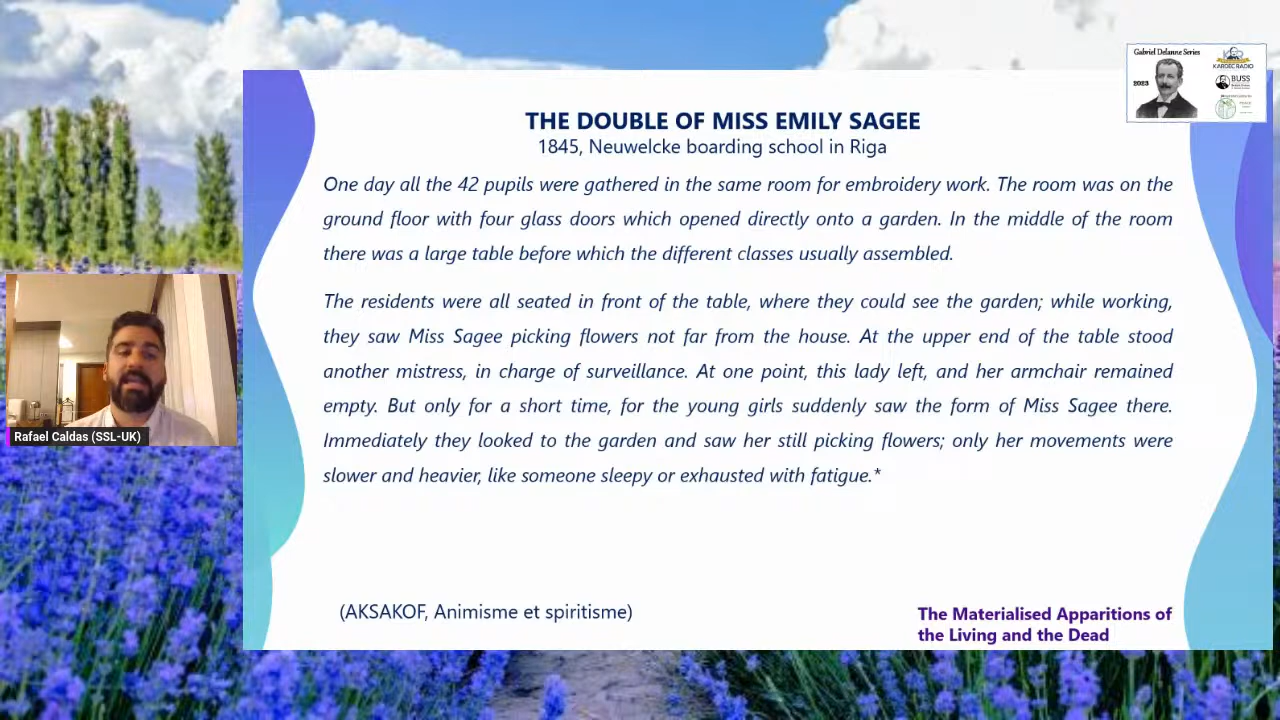 Gabriel Delanne Series
2023
KARDEC RADIO
BUSS
THE DOUBLE OF MISS EMILY SAGEE
1845, Neuwelcke boarding school in Riga
One day all the 42 pupils were gathered in the same room for embroidery work. The room was on the
ground floor with four glass doors which opened directly onto a garden. In the middle of the room
there was a large table before which the different classes usually assembled.
The residents were all seated in front of the table, where they could see the garden; while working,
they saw Miss Sagee picking flowers not far from the house. At the upper end of the table stood
another mistress, in charge of surveillance. At one point, this lady left, and her armchair remained
empty. But only for a short time, for the young girls suddenly saw the form of Miss Sagee there.
Immediately they looked to the garden and saw her still picking flowers; only her movements were
slower and heavier, like someone sleepy or exhausted with fatigue.*
Rafael Caldas (SSL-UK)
(AKSAKOF, Animisme et spiritisme)
The Materialised Apparitions of
the Living and the Dead